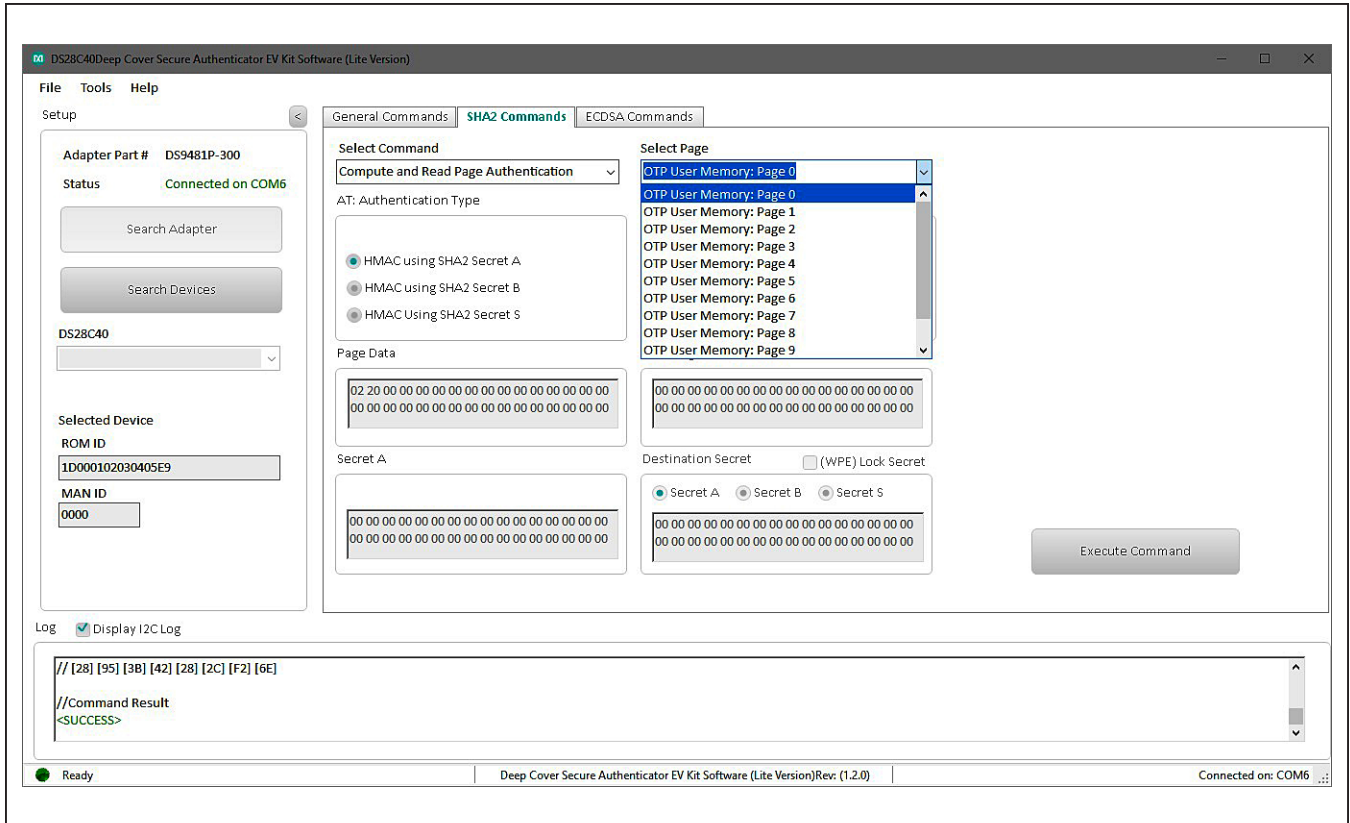 DS28C40Deep Cover Secure Authenticator EV Kit Software (Lite Version)
File Tools Help
Setup
<
Adapter Part # DS9481P-300
Status Connected on COM6
Search Adapter
Search Devices
DS28C40
Selected Device
ROM ID
1D000102030405E9
MAN ID
0000
General Commands SHA2 Commands ECDSA Commands
Select Command
Compute and Read Page Authentication
AT: Authentication Type
HMAC using SHA2 Secret A
HMAC using SHA2 Secret B
HMAC Using SHA2 Secret S
Select Page
OTP User Memory: Page 0
OTP User Memory: Page 0
OTP User Memory: Page 1
OTP User Memory: Page 2
OTP User Memory: Page 3
OTP User Memory: Page 4
OTP User Memory: Page 5
OTP User Memory: Page 6
OTP User Memory: Page 7
OTP User Memory: Page 8
OTP User Memory: Page 9
Page Data
02 20 00 00 00 00 00 00 00 00 00 00 00 00 00 00
00 00 00 00 00 00 00 00 00 00 00 00 00 00 00 00
00 00 00 00 00 00 00 00 00 00 00 00 00 00 00 00
00 00 00 00 00 00 00 00 00 00 00 00 00 00 00 00
Secret A
00 00 00 00 00 00 00 00 00 00 00 00 00 00 00 00
00 00 00 00 00 00 00 00 00 00 00 00 00 00 00 00
Destination Secret (WPE) Lock Secret
Secret A Secret B Secret S
00 00 00 00 00 00 00 00 00 00 00 00 00 00 00 00
00 00 00 00 00 00 00 00 00 00 00 00 00 00 00 00
Execute Command
Log Display I2C Log
// [28] [95] [3B] [42] [28] [2C] [F2] [6E]
//Command Result
<SUCCESS>
Ready Deep Cover Secure Authenticator EV Kit Software (Lite Version)Rev: (1.2.0) Connected on: COM6